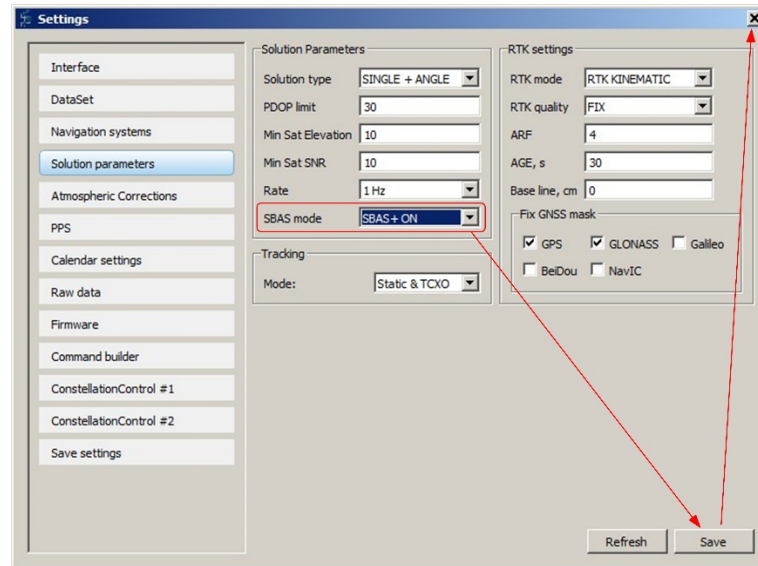 Settings
Interface
DataSet
Navigation systems
Solution parameters
Atmospheric Corrections
PPS
Calendar settings
Raw data
Firmware
Command builder
ConstellationControl #1
ConstellationControl #2
Save settings
Solution Parameters
Solution type SINGLE + ANGLE
PDOP limit 30
Min Sat Elevation 10
Min Sat SNR 10
Rate 1 Hz
SBAS mode SBAS+ ON
Tracking
Mode: Static & TCXO
RTK settings
RTK mode RTK KINEMATIC
RTK quality FIX
ARF 4
AGE, s 30
Base line, cm 0
Fix GNSS mask
GPS GLONASS Galileo
BeiDou NavIC
Refresh Save